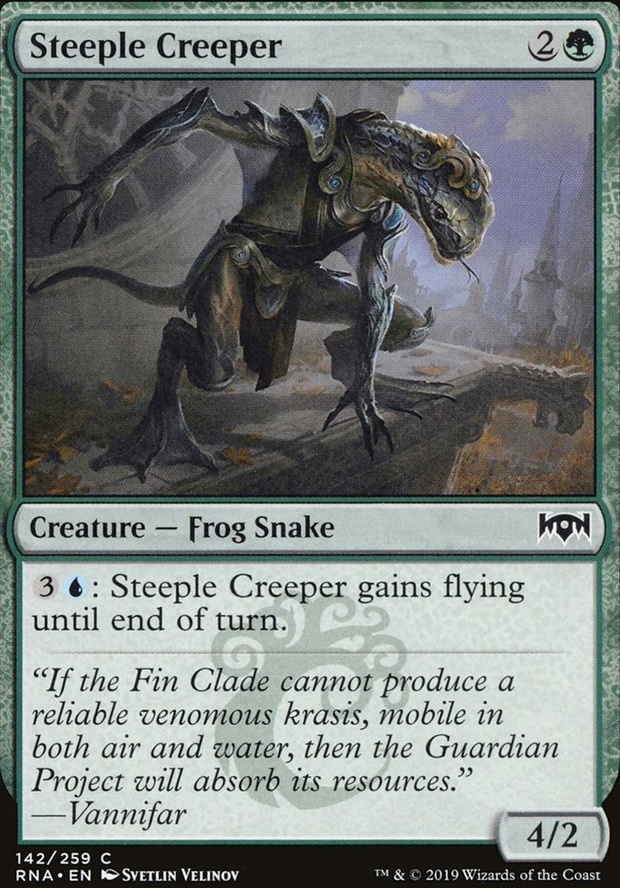 Steeple Creeper 2
Creature — Frog Snake
3 : Steeple Creeper gains flying
until end of turn.
“If the Fin Clade cannot produce a
reliable venomous krasis, mobile in
both air and water, then the Guardian
Project will absorb its resources.”
—Vannifar
4/2
142/259 C
RNA • EN Svetlin Velinov
™ & © 2019 Wizards of the Coast